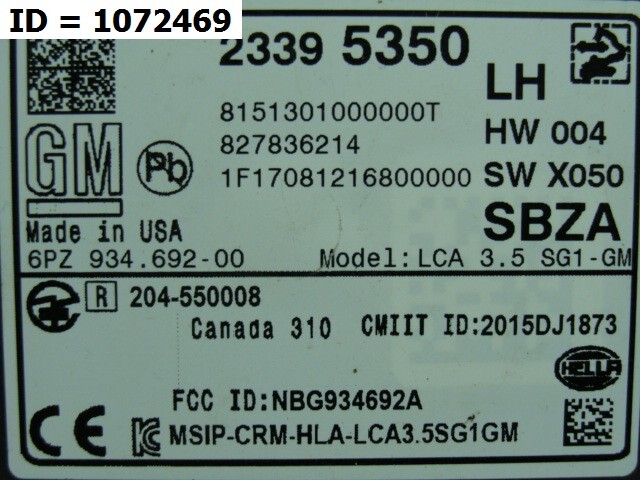 ID = 1072469
2339 5350
LH
8151301000000T
HW 004
827836214
GM
Pb
1F17081216800000
SW X050
SBZA
Made in USA
6PZ 934.692-00
Model: LCA 3.5 SG1-GM
R 204-550008
Canada 310
CMIIT ID:2015DJ1873
HELLA
FCC ID:NBG934692A
CE
MSIP-CRM-HLA-LCA3.5SG1GM